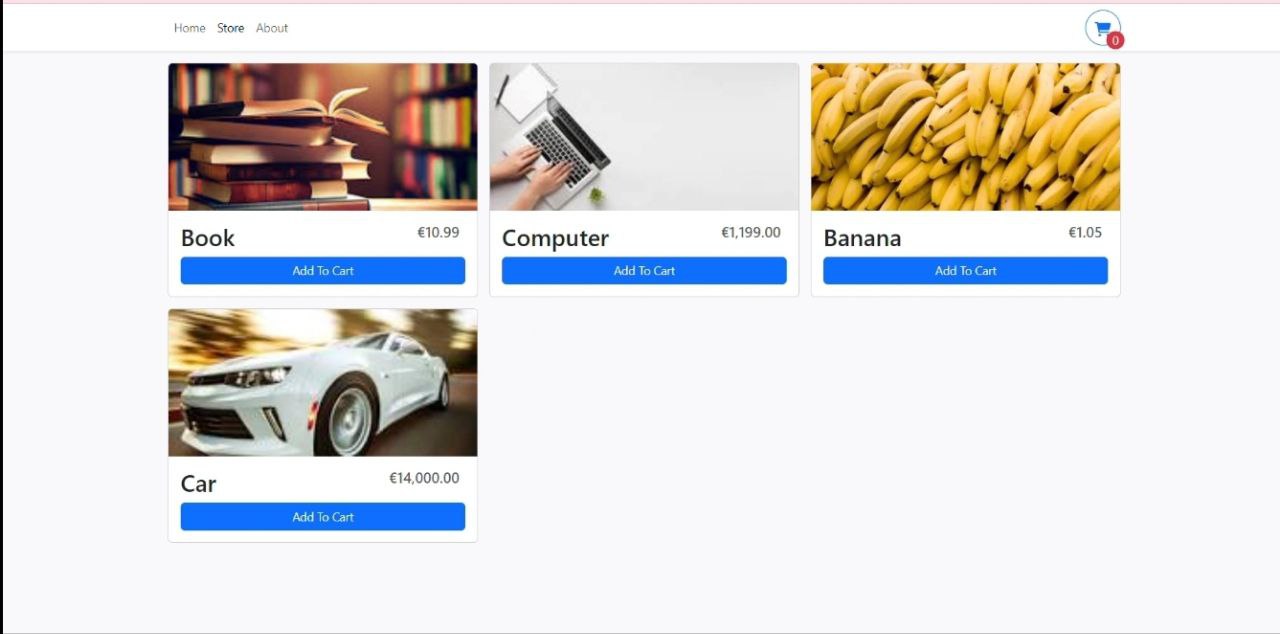 Home Store About
0
Book €10.99
Add To Cart
Computer €1,199.00
Add To Cart
Banana €1.05
Add To Cart
Car €14,000.00
Add To Cart